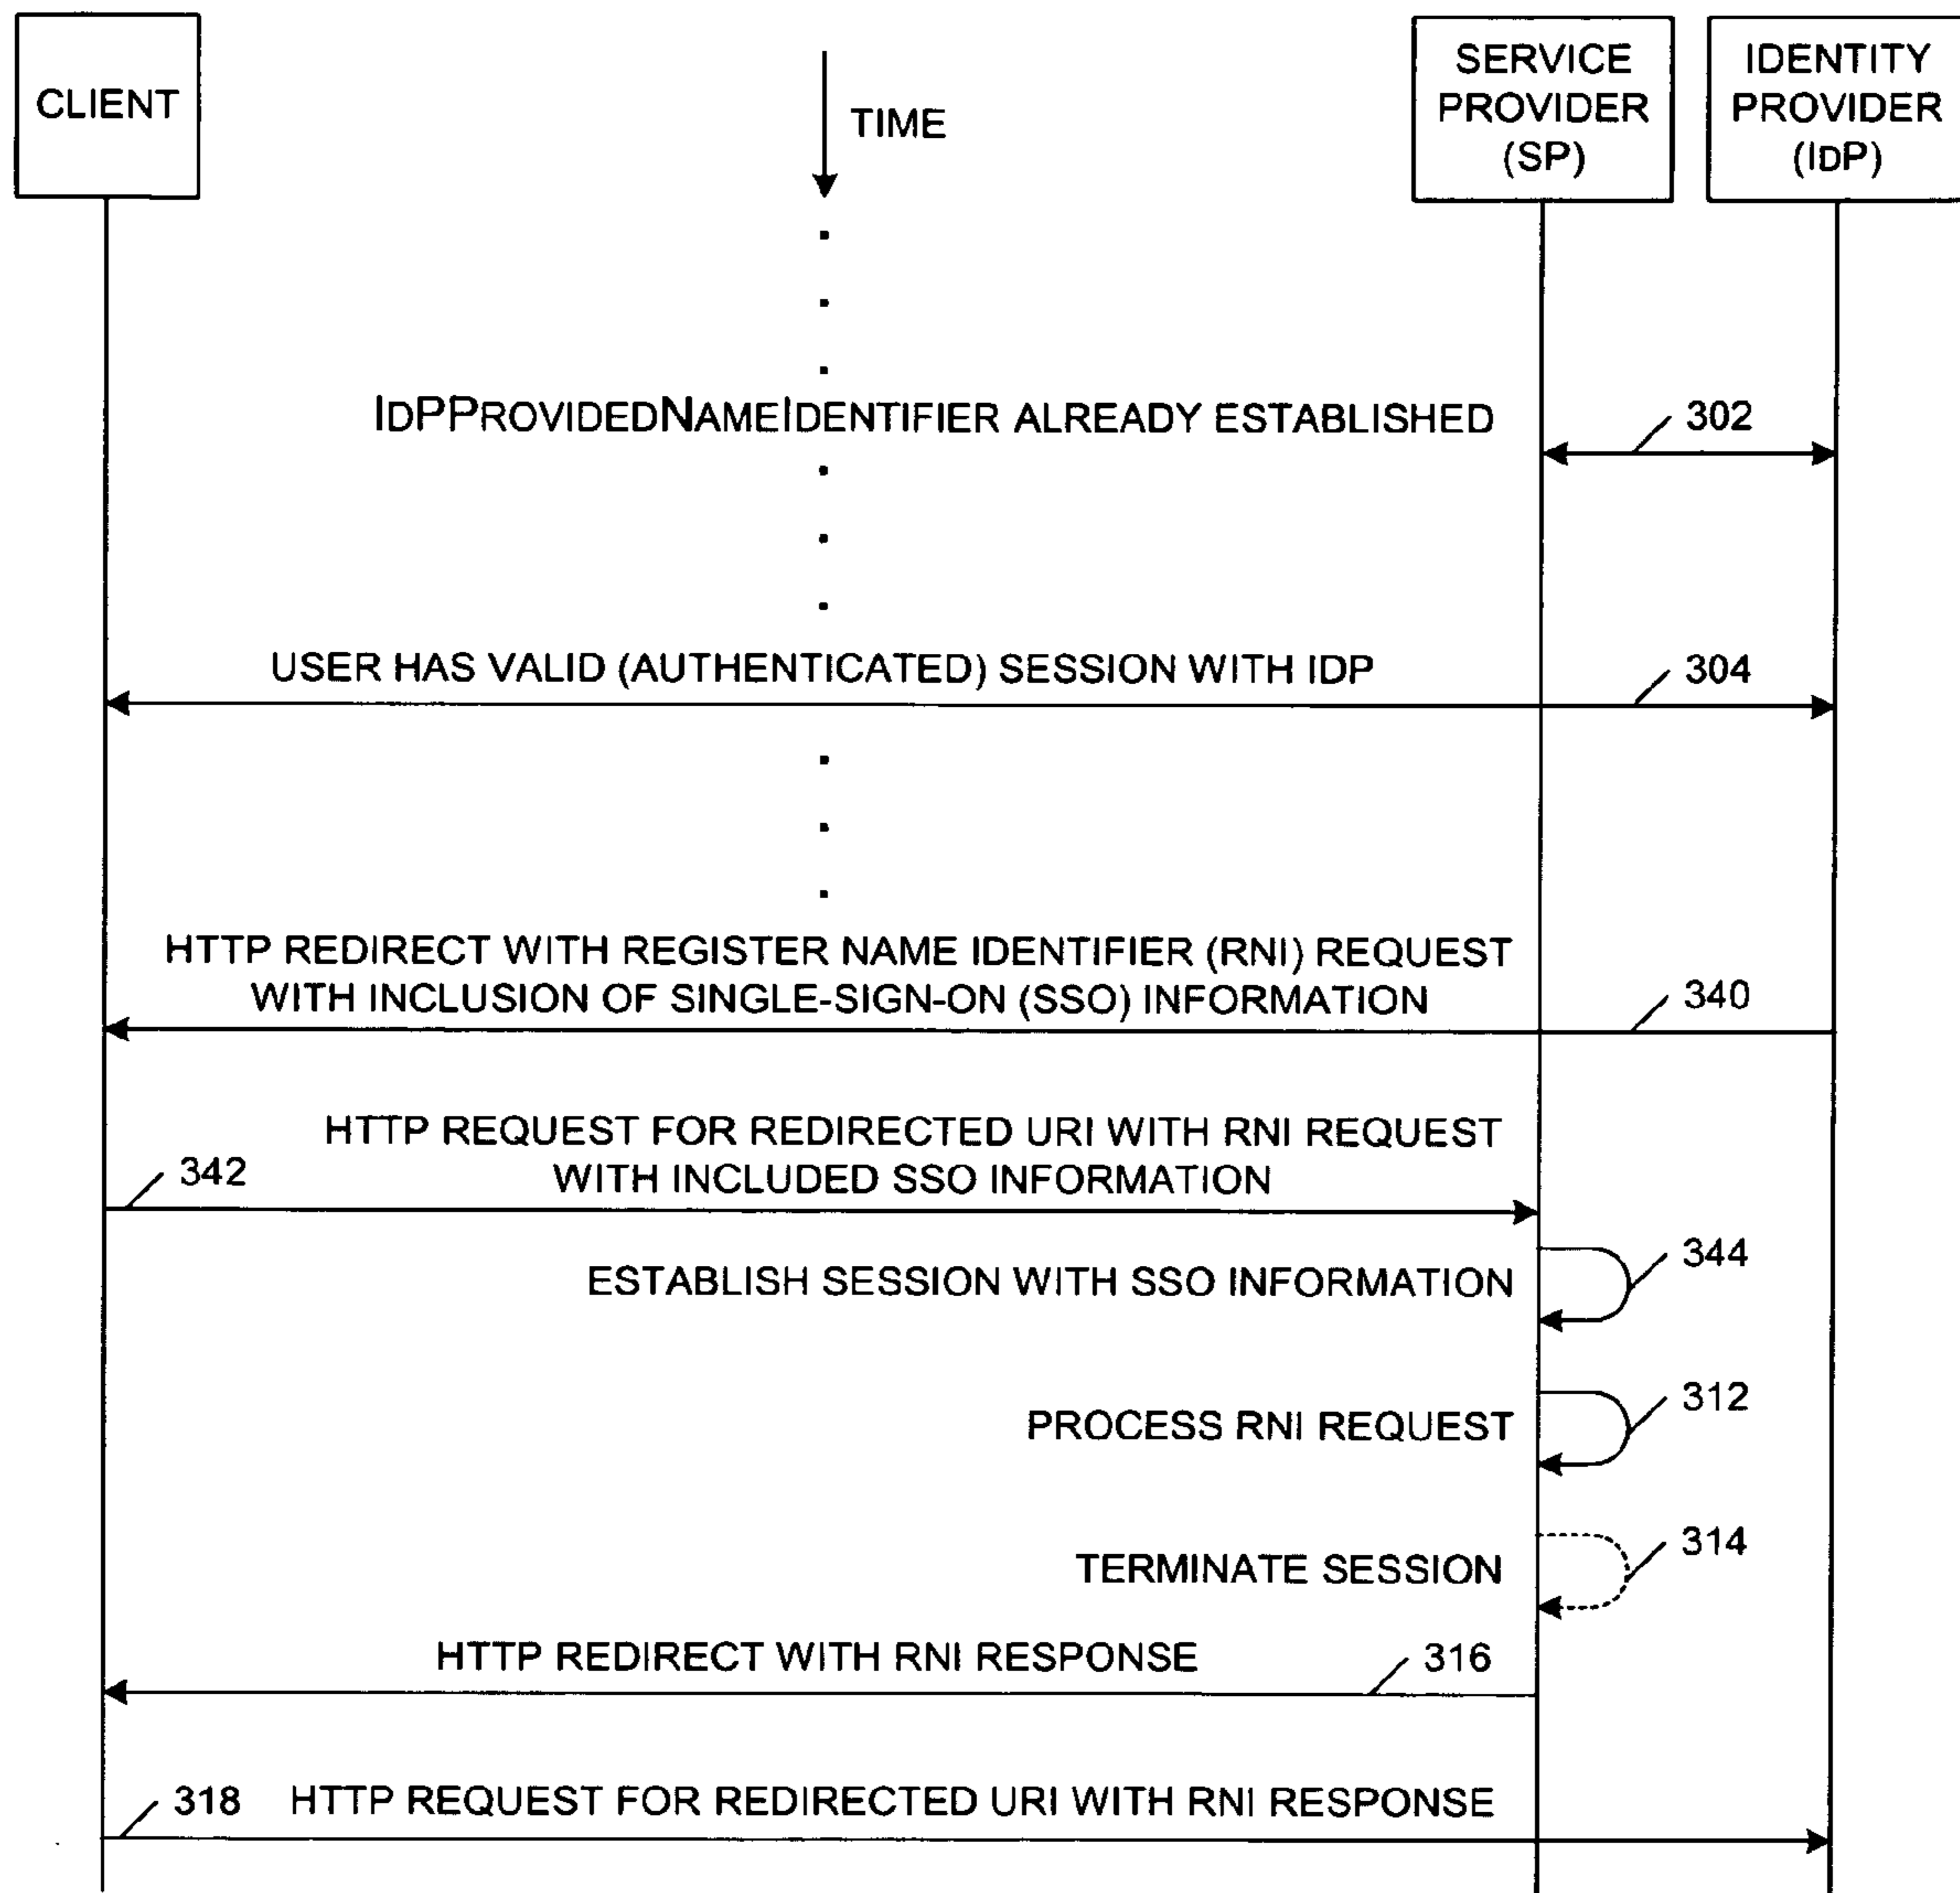 CLIENT
TIME
SERVICE
PROVIDER
(SP)
IDENTITY
PROVIDER
(IDP)
IDPPROVIDEDNAMEIDENTIFIER ALREADY ESTABLISHED
302
USER HAS VALID (AUTHENTICATED) SESSION WITH IDP
304
HTTP REDIRECT WITH REGISTER NAME IDENTIFIER (RNI) REQUEST
WITH INCLUSION OF SINGLE-SIGN-ON (SSO) INFORMATION
340
HTTP REQUEST FOR REDIRECTED URI WITH RNI REQUEST
WITH INCLUDED SSO INFORMATION
342
ESTABLISH SESSION WITH SSO INFORMATION
344
PROCESS RNI REQUEST
312
TERMINATE SESSION
314
HTTP REDIRECT WITH RNI RESPONSE
316
318
HTTP REQUEST FOR REDIRECTED URI WITH RNI RESPONSE